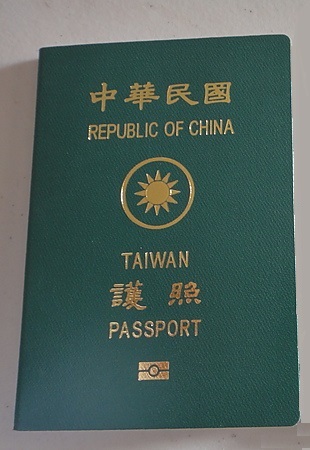 中華民國
REPUBLIC OF CHINA
TAIWAN
護照
PASSPORT